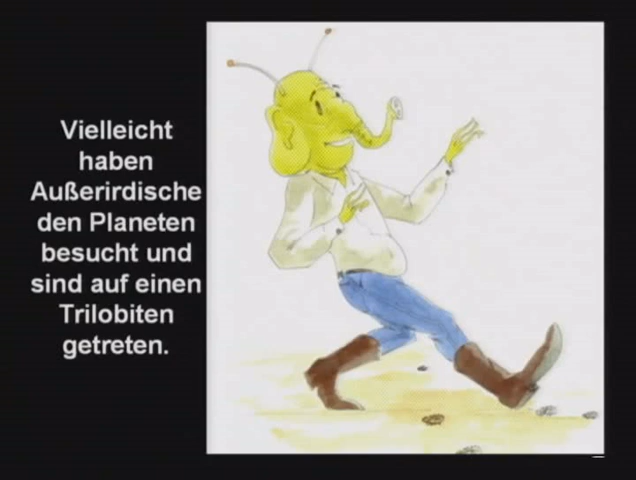 Vielleicht
haben
Außerirdische
den Planeten
besucht und
sind auf einen
Trilobiten
getreten.